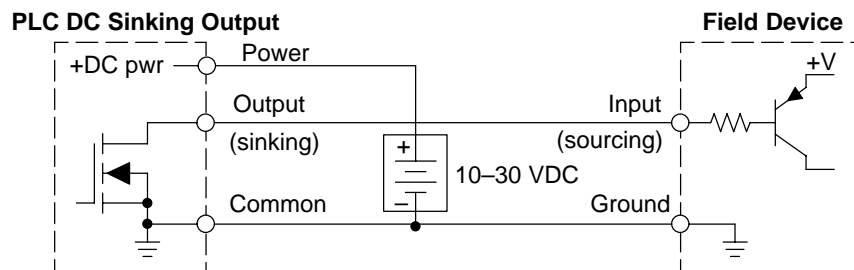 PLC DC Sinking Output
Field Device
+DC pwr
Power
+V
Output
(sinking)
Input
(sourcing)
+
10–30 VDC
–
Common
Ground